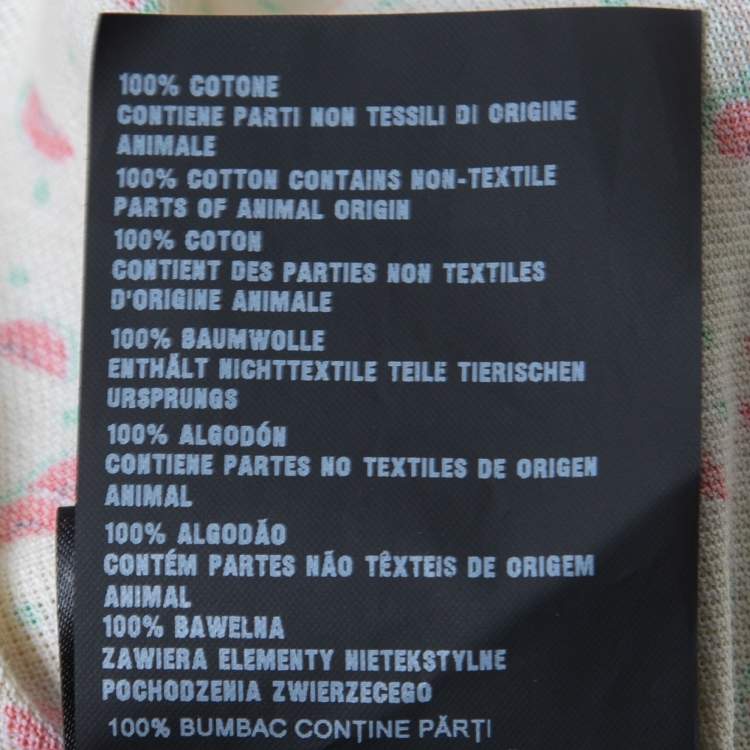 100% COTONE
CONTIENE PARTI NON TESSILI DI ORIGINE
ANIMALE
100% COTTON CONTAINS NON-TEXTILE
PARTS OF ANIMAL ORIGIN
100% COTON
CONTIENT DES PARTIES NON TEXTILES
D'ORIGINE ANIMALE
100% BAUMWOLLE
ENTHÄLT NICHTTEXTILE TEILE TIERISCHEN
URSPRUNGS
100% ALGODÓN
CONTIENE PARTES NO TEXTILES DE ORIGEN
ANIMAL
100% ALGODÃO
CONTÉM PARTES NÃO TÊXTEIS DE ORIGEM
ANIMAL
100% BAWELNA
ZAWIERA ELEMENTY NIETEKSTYLNE
POCHODZENIA ZWIERZECEGO
100% BUMBAC CONȚINE PĂRȚI